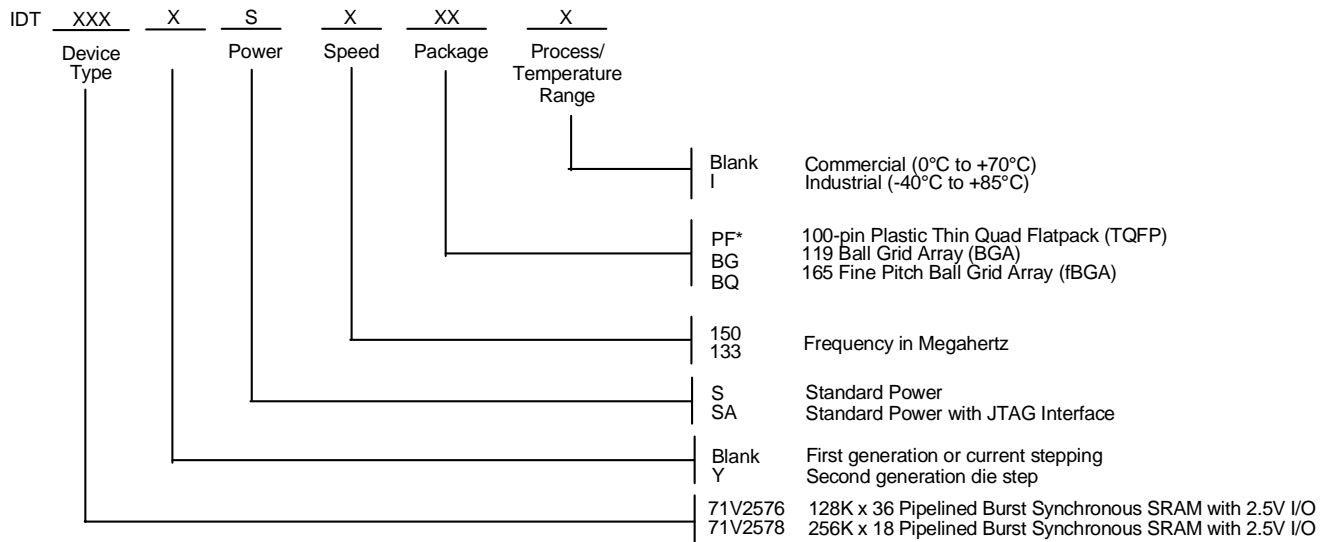 IDT XXX X S X XX X
Device Type
Power
Speed
Package
Process/
Temperature
Range
Blank Commercial (0°C to +70°C)
I Industrial (-40°C to +85°C)
PF* 100-pin Plastic Thin Quad Flatpack (TQFP)
BG 119 Ball Grid Array (BGA)
BQ 165 Fine Pitch Ball Grid Array (fBGA)
150
133
Frequency in Megahertz
S Standard Power
SA Standard Power with JTAG Interface
Blank First generation or current stepping
Y Second generation die step
71V2576 128K x 36 Pipelined Burst Synchronous SRAM with 2.5V I/O
71V2578 256K x 18 Pipelined Burst Synchronous SRAM with 2.5V I/O